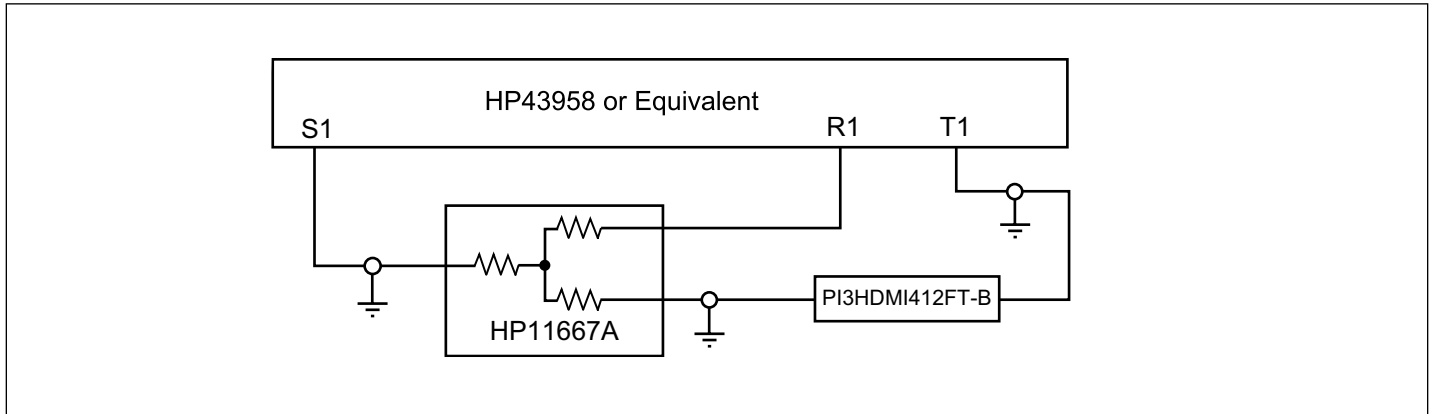 HP43958 or Equivalent
S1
R1
T1
PI3HDMI412FT-B
HP11667A